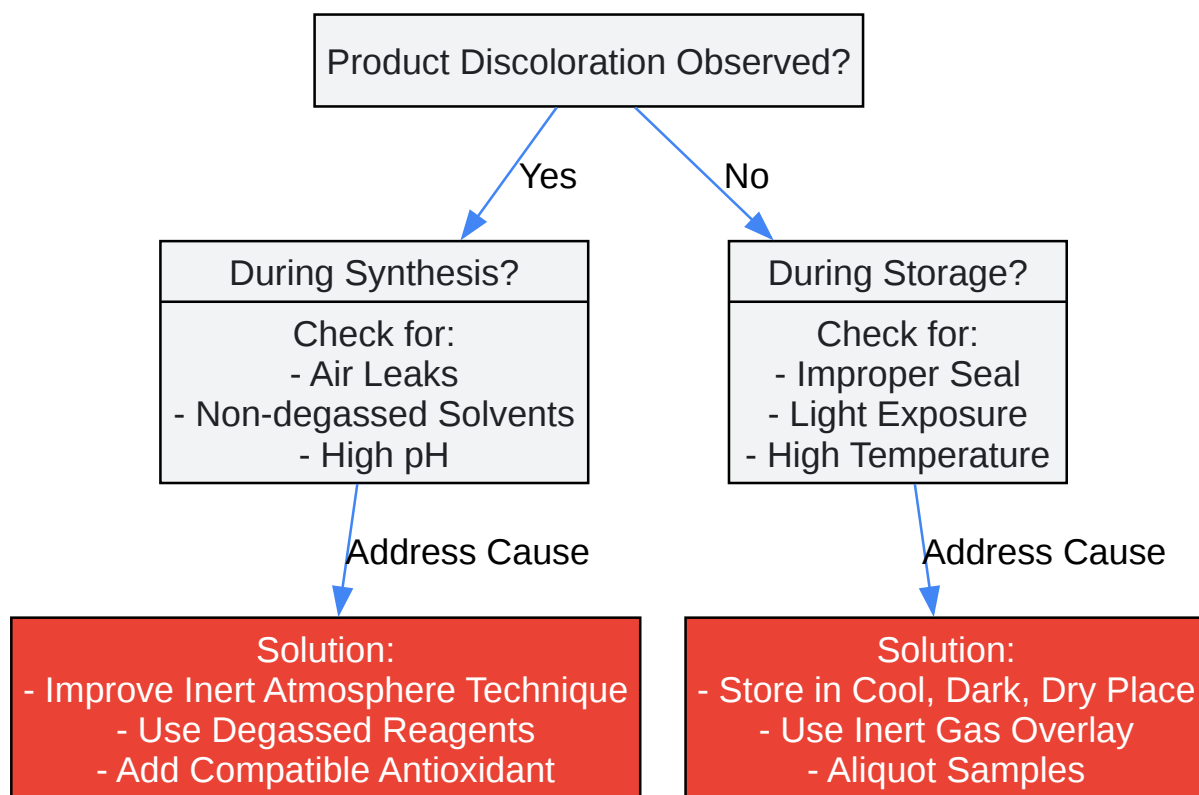 Product Discoloration Observed?
Yes
No
During Synthesis?
Check for:
- Air Leaks
- Non-degassed Solvents
- High pH
During Storage?
Check for:
- Improper Seal
- Light Exposure
- High Temperature
Address Cause
Address Cause
Solution:
- Improve Inert Atmosphere Technique
- Use Degassed Reagents
- Add Compatible Antioxidant
Solution:
- Store in Cool, Dark, Dry Place
- Use Inert Gas Overlay
- Aliquot Samples